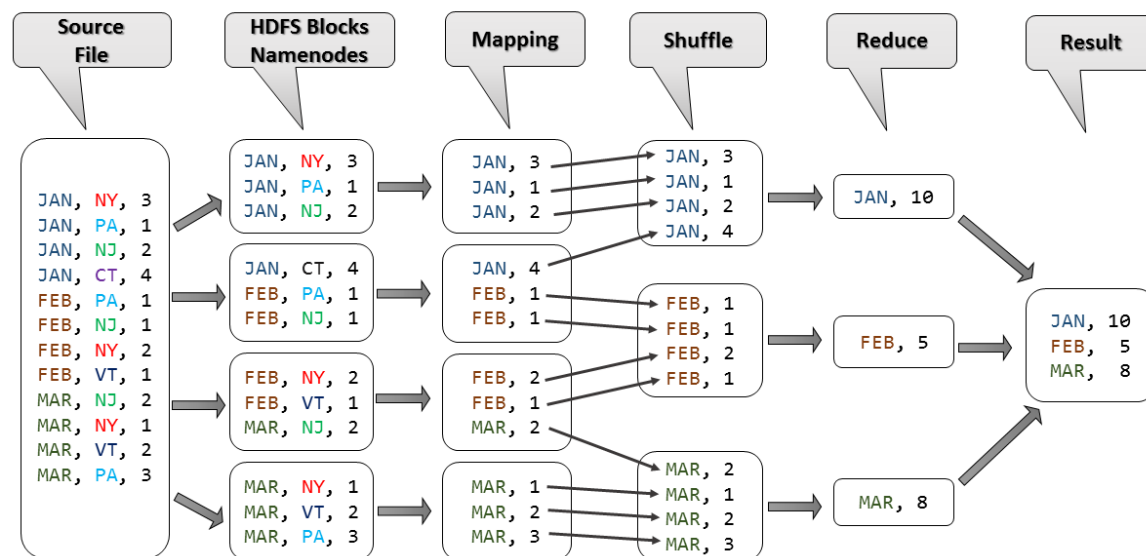 Source
File
HDFS Blocks
Namenodes
Mapping
Shuffle
Reduce
Result
JAN, NY, 3
JAN, PA, 1
JAN, NJ, 2
JAN, CT, 4
FEB, PA, 1
FEB, NJ, 1
FEB, NY, 2
FEB, VT, 1
MAR, NJ, 2
MAR, NY, 1
MAR, VT, 2
MAR, PA, 3
JAN, NY, 3
JAN, PA, 1
JAN, NJ, 2
JAN, CT, 4
FEB, PA, 1
FEB, NJ, 1
FEB, NY, 2
FEB, VT, 1
MAR, NJ, 2
MAR, NY, 1
MAR, VT, 2
MAR, PA, 3
JAN, 3
JAN, 1
JAN, 2
JAN, 4
FEB, 1
FEB, 1
FEB, 2
FEB, 1
MAR, 2
MAR, 1
MAR, 2
MAR, 3
JAN, 3
JAN, 1
JAN, 2
JAN, 4
FEB, 1
FEB, 1
FEB, 2
FEB, 1
MAR, 2
MAR, 1
MAR, 2
MAR, 3
JAN, 10
FEB, 5
MAR, 8
JAN, 10
FEB, 5
MAR, 8